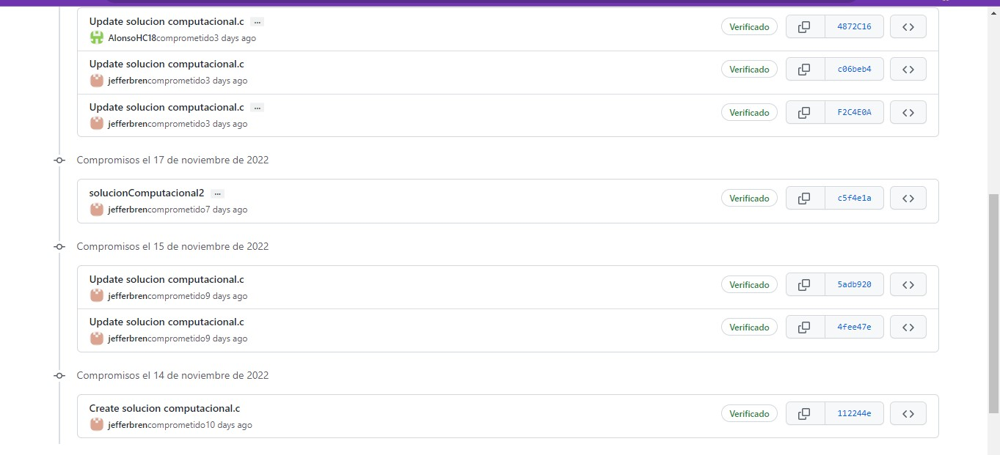 Update solucion computacional.c ...
AlonsoHC18comprometido3 days ago
Verificado
4872C16
Update solucion computacional.c
jefferbrencomprometido3 days ago
Verificado
c06beb4
Update solucion computacional.c ...
jefferbrencomprometido3 days ago
Verificado
F2C4E0A
Compromisos el 17 de noviembre de 2022
solucionComputacional2 ...
jefferbrencomprometido7 days ago
Verificado
c5f4e1a
Compromisos el 15 de noviembre de 2022
Update solucion computacional.c
jefferbrencomprometido9 days ago
Verificado
5adb920
Update solucion computacional.c
jefferbrencomprometido9 days ago
Verificado
4fee47e
Compromisos el 14 de noviembre de 2022
Create solucion computacional.c
jefferbrencomprometido10 days ago
Verificado
112244e